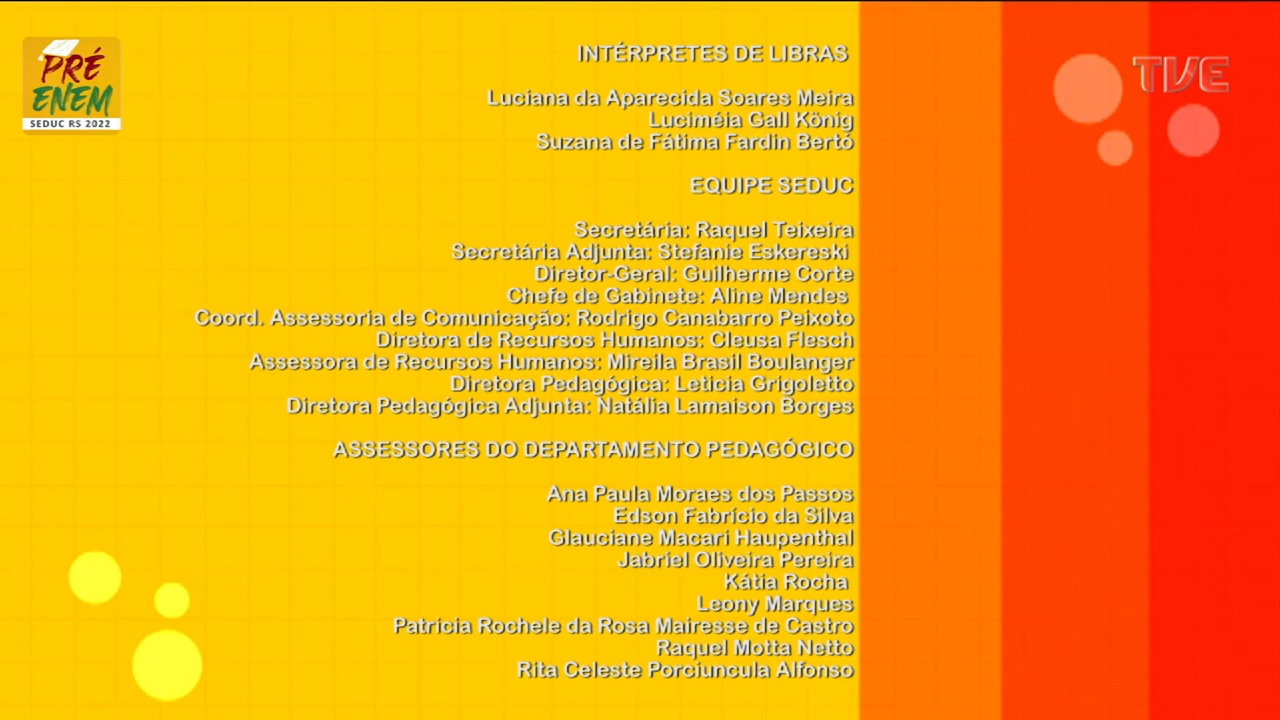 PRÉ
ENEM
SEDUC RS 2022
TVE
INTÉRPRETES DE LIBRAS
Luciana da Aparecida Soares Meira
Luciméia Gall König
Suzana de Fátima Fardin Bertó
EQUIPE SEDUC
Secretária: Raquel Teixeira
Secretária Adjunta: Stefanie Eskereski
Diretor-Geral: Guilherme Corte
Chefe de Gabinete: Aline Mendes
Coord. Assessoria de Comunicação: Rodrigo Canabarro Peixoto
Diretora de Recursos Humanos: Cleusa Flesch
Assessora de Recursos Humanos: Mireila Brasil Boulanger
Diretora Pedagógica: Leticia Grigoletto
Diretora Pedagógica Adjunta: Natália Lamaison Borges
ASSESSORES DO DEPARTAMENTO PEDAGÓGICO
Ana Paula Moraes dos Passos
Edson Fabrício da Silva
Glauciane Macari Haupenthal
Jabriel Oliveira Pereira
Kátia Rocha
Leony Marques
Patricia Rochele da Rosa Mairesse de Castro
Raquel Motta Netto
Rita Celeste Porciuncula Alfonso